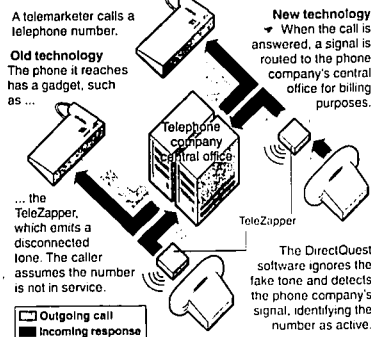 A telemarketer calls a
telephone number.
Old technology
The phone it reaches
has a gadget, such
as ...
... the
TeleZapper,
which emits a
disconnected
tone. The caller
assumes the number
is not in service.
Outgoing call
Incoming response
Telephone
company
central office
TeleZapper
New technology
When the call is
answered, a signal is
routed to the phone
company's central
office for billing
purposes.
The DirectQuest
software ignores the
fake tone and detects
the phone company's
signal, identifying the
number as active.